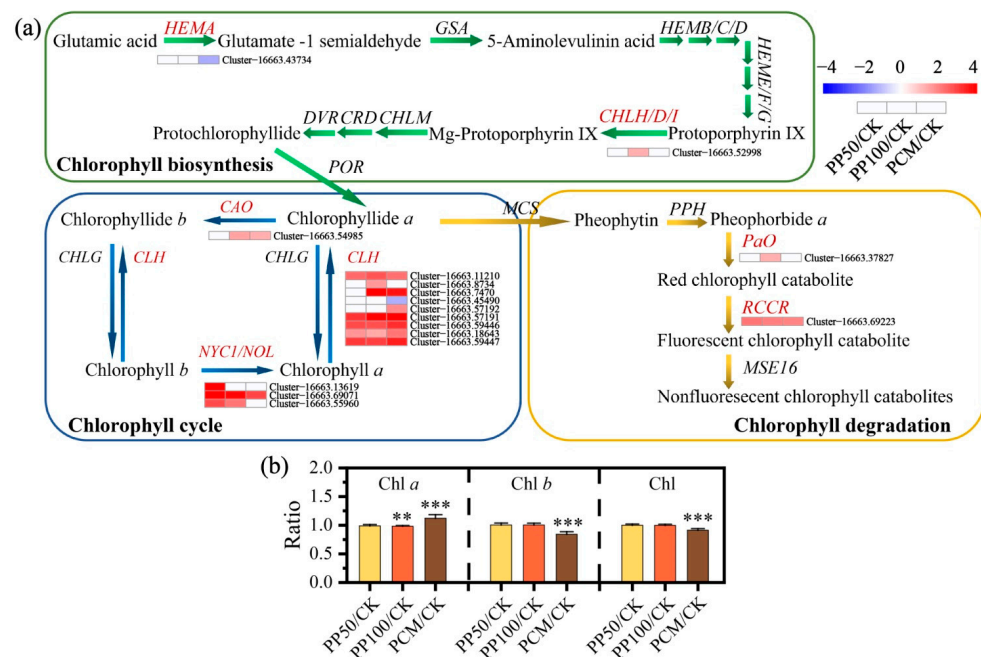 (a)
HEMA GSA HEMB/C/D
Glutamic acid Glutamate -1 semialdehyde 5-Aminolevulinin acid
Cluster-16663.43734
HEME/F/G
-4 -2 0 2 4
PP50/CK PP100/CK PCM/CK
DVR CRD CHLM CHLH/D/I
Protochlorophyllide Mg-Protoporphyrin IX Protoporphyrin IX
Cluster-16663.52998
Chlorophyll biosynthesis
POR
Chlorophyllide b CAO Chlorophyllide a
Cluster-16663.54985
CHLG CLH CHLG CLH
Cluster-16663.11210
Cluster-16663.8734
Cluster-16663.7470
Cluster-16663.45490
Cluster-16663.57192
Cluster-16663.57191
Cluster-16663.59446
Cluster-16663.18643
Cluster-16663.59447
Chlorophyll b NYC1/NOL Chlorophyll a
Cluster-16663.13619
Cluster-16663.69071
Cluster-16663.55960
Chlorophyll cycle
MCS Pheophytin PPH Pheophorbide a
PaO
Cluster-16663.37827
Red chlorophyll catabolite
RCCR
Cluster-16663.69223
Fluorescent chlorophyll catabolite
MSE16
Nonfluoresecent chlorophyll catabolites
Chlorophyll degradation
(b)
Ratio
2.0
1.5
1.0
0.5
0.0
Chl a Chl b Chl
** *** *** ***
PP50/CK PP100/CK PCM/CK PP50/CK PP100/CK PCM/CK PP50/CK PP100/CK PCM/CK